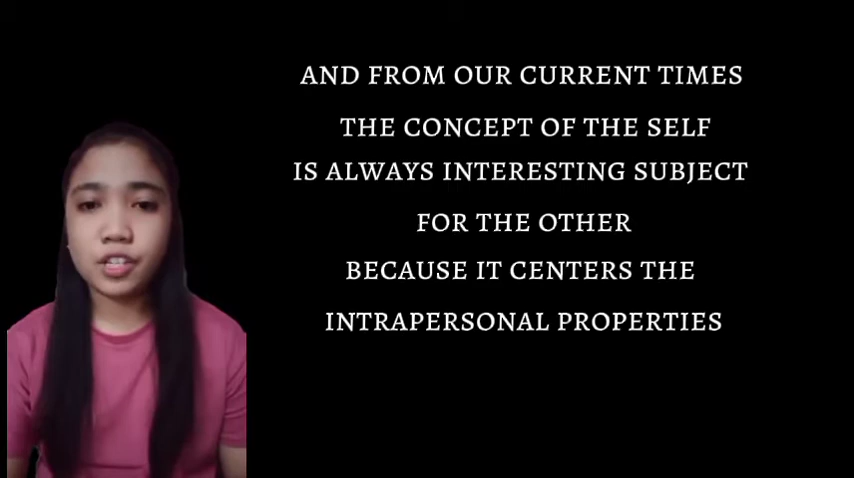 AND FROM OUR CURRENT TIMES
THE CONCEPT OF THE SELF
IS ALWAYS INTERESTING SUBJECT
FOR THE OTHER
BECAUSE IT CENTERS THE
INTRAPERSONAL PROPERTIES